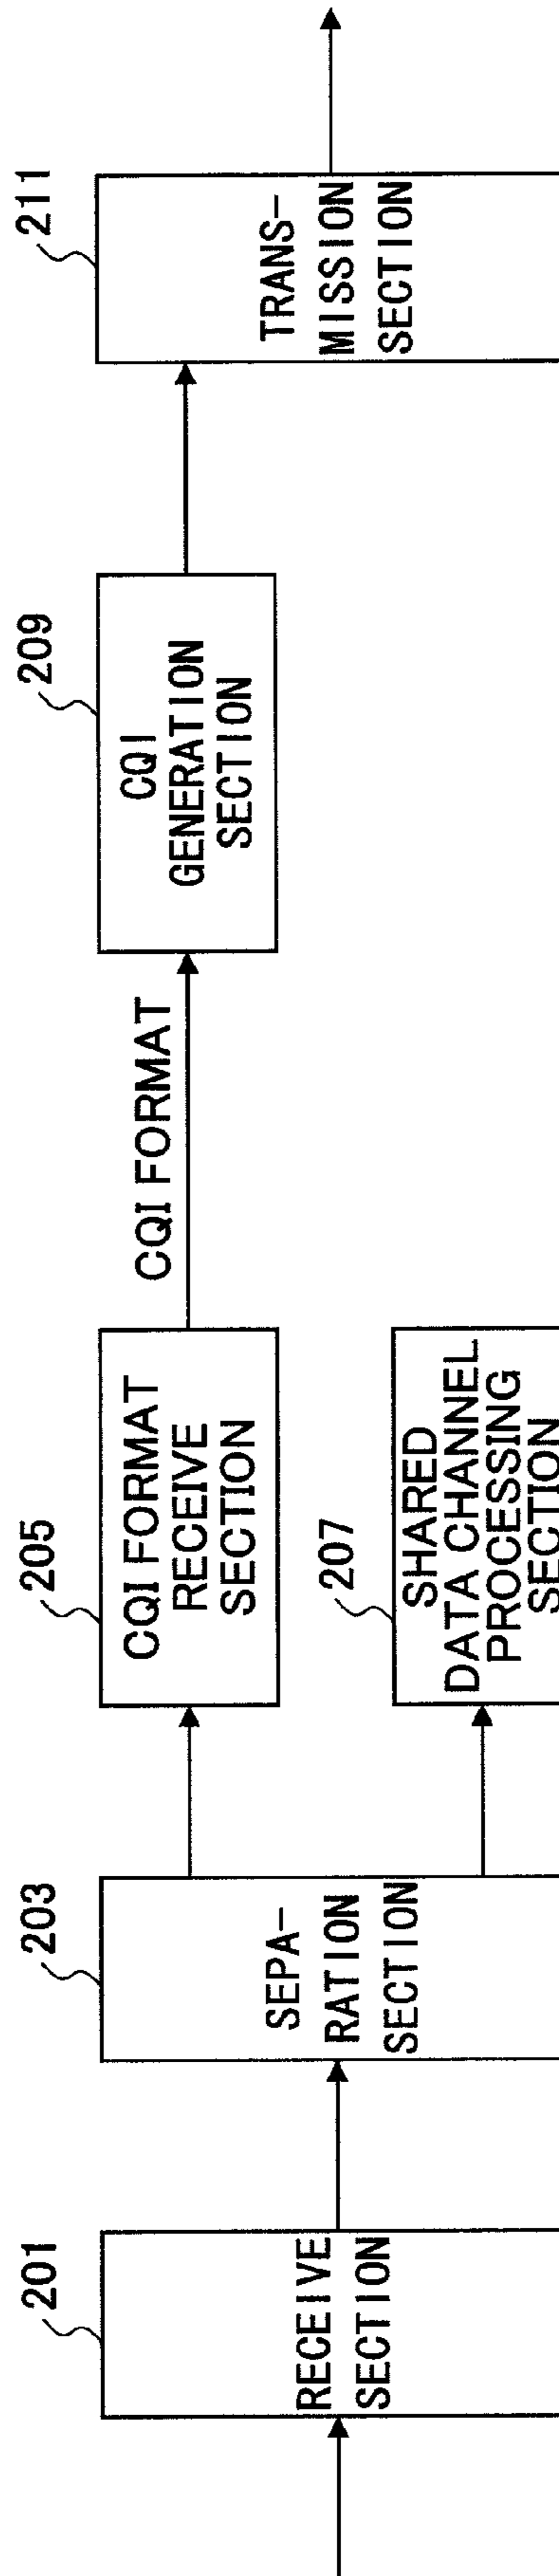 201
RECEIVE
SECTION
203
SEPA-
RATION
SECTION
205
CQI FORMAT
RECEIVE
SECTION
207
SHARED
DATA CHANNEL
PROCESSING
SECTION
CQI FORMAT
209
CQI
GENERATION
SECTION
211
TRANS-
MISSION
SECTION